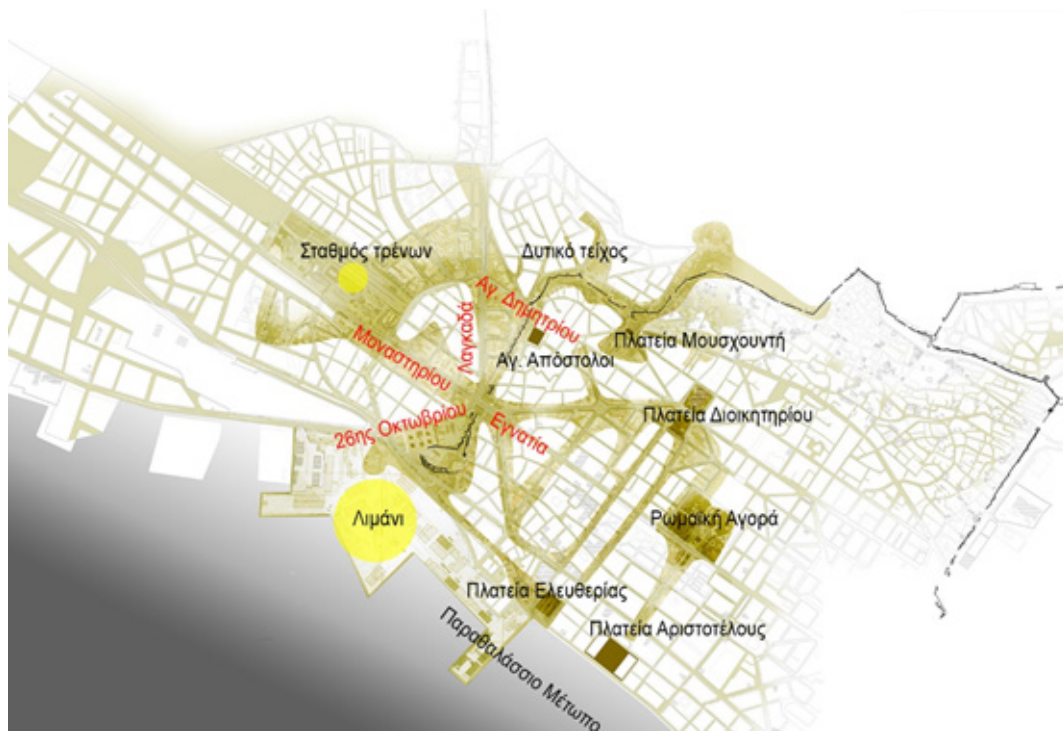 Σταθμός τρένων
Δυτικό τείχος
Αγ. Δημητρίου
Λαγκαδά
Μοναστηρίου
Πλατεία Μουσχουντή
Αγ. Απόστολοι
26ης Οκτωβρίου
Εγνατία
Πλατεία Διοικητηρίου
Λιμάνι
Ρωμαϊκή Αγορά
Πλατεία Ελευθερίας
Πλατεία Αριστοτέλους
Παραθαλάσσιο Μέτωπο